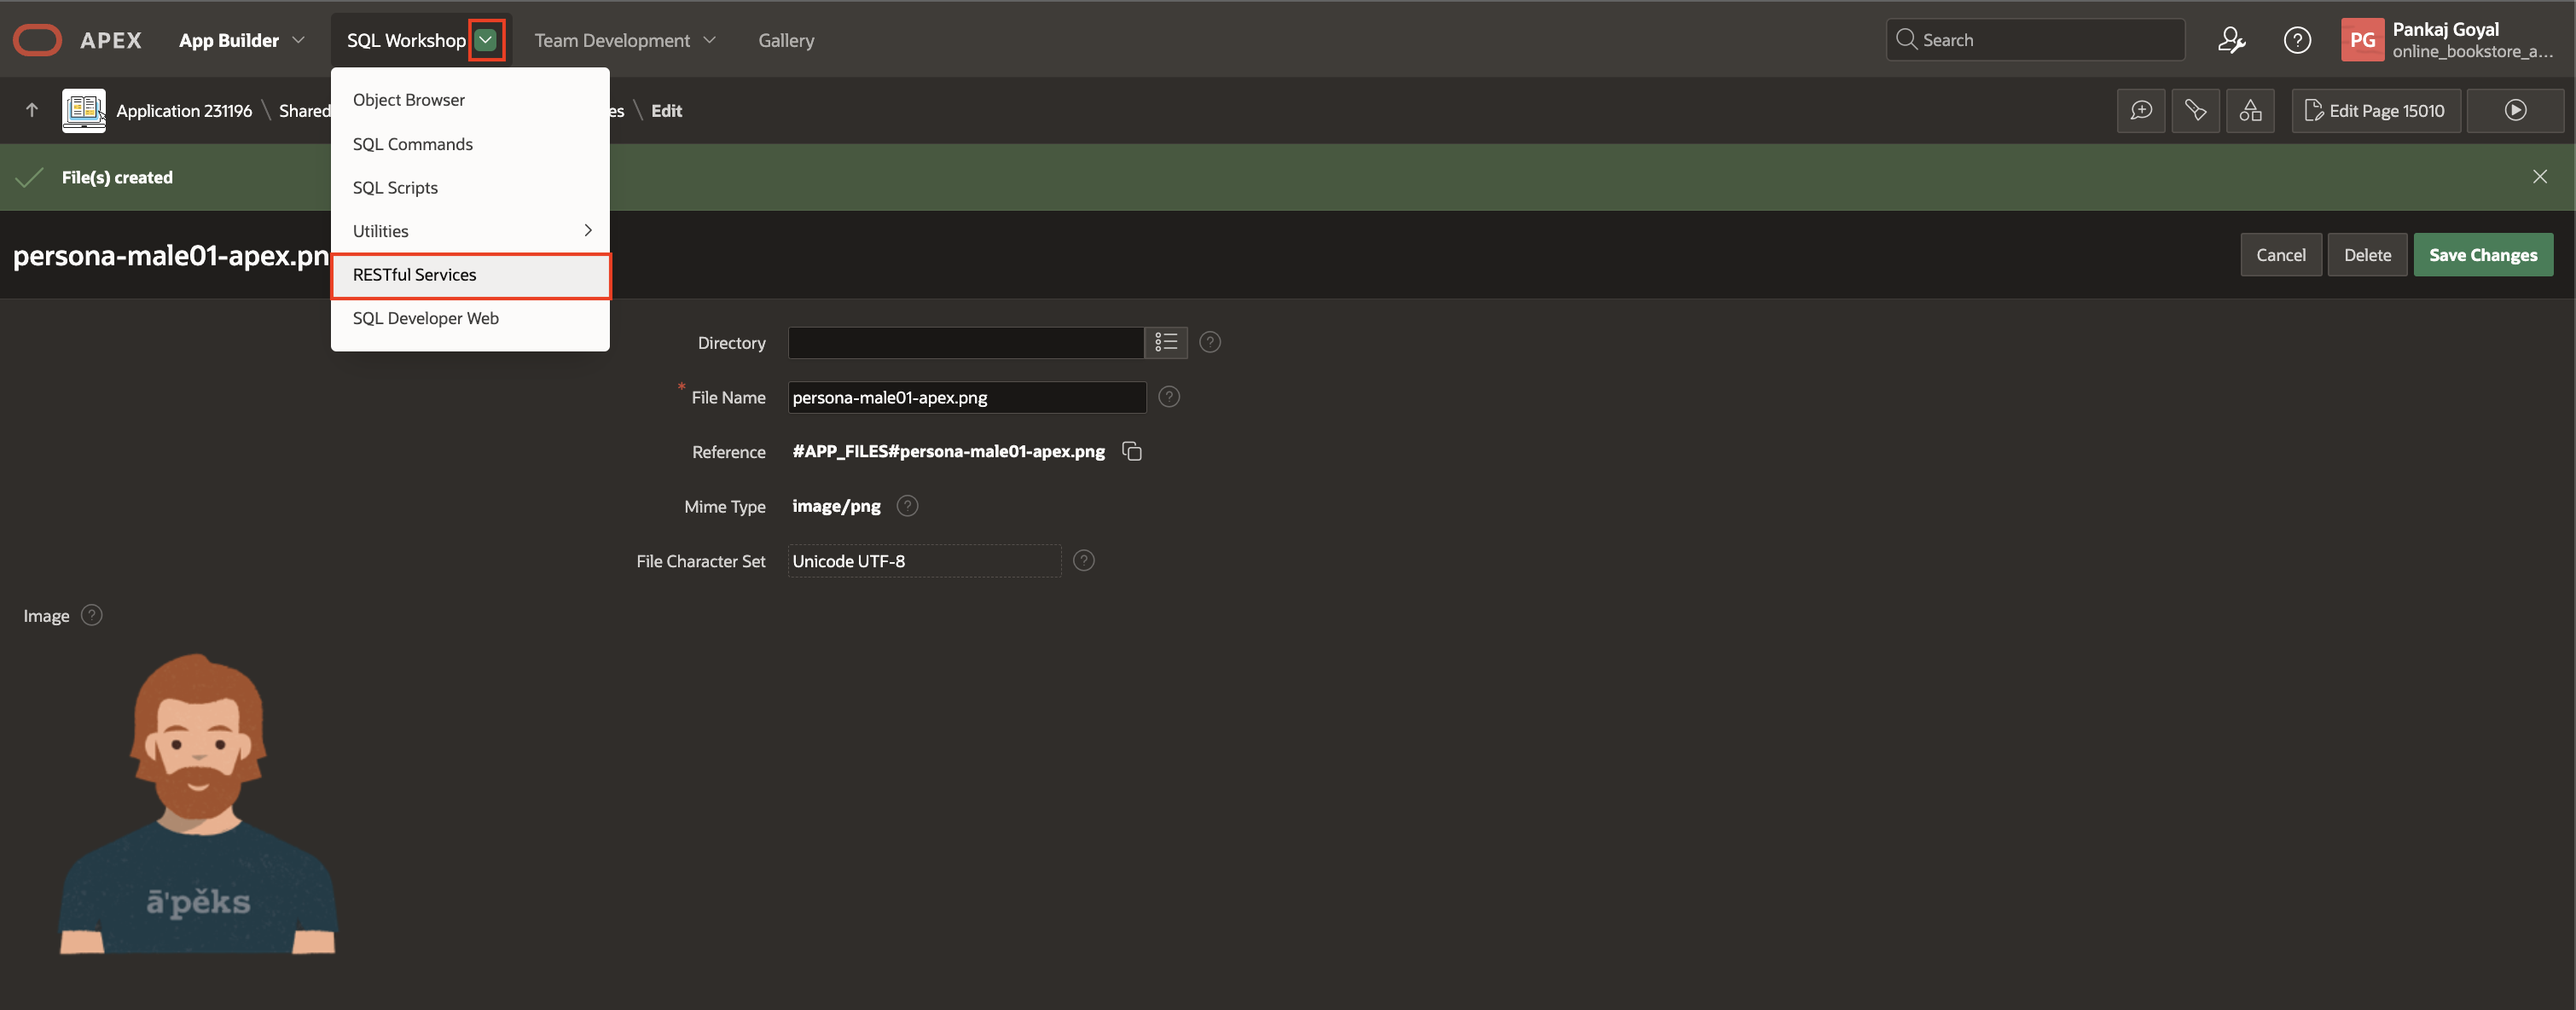 APEX App Builder SQL Workshop Team Development Gallery Search PG Pankaj Goyal
online_bookstore_a...
Application 231196 \ Shared es \ Edit Edit Page 15010
File(s) created
persona-male01-apex.pn Cancel Delete Save Changes
Object Browser
SQL Commands
SQL Scripts
Utilities
RESTful Services
SQL Developer Web
Directory
* File Name persona-male01-apex.png
Reference #APP_FILES#persona-male01-apex.png
Mime Type image/png
File Character Set Unicode UTF-8
Image
ā'pěks